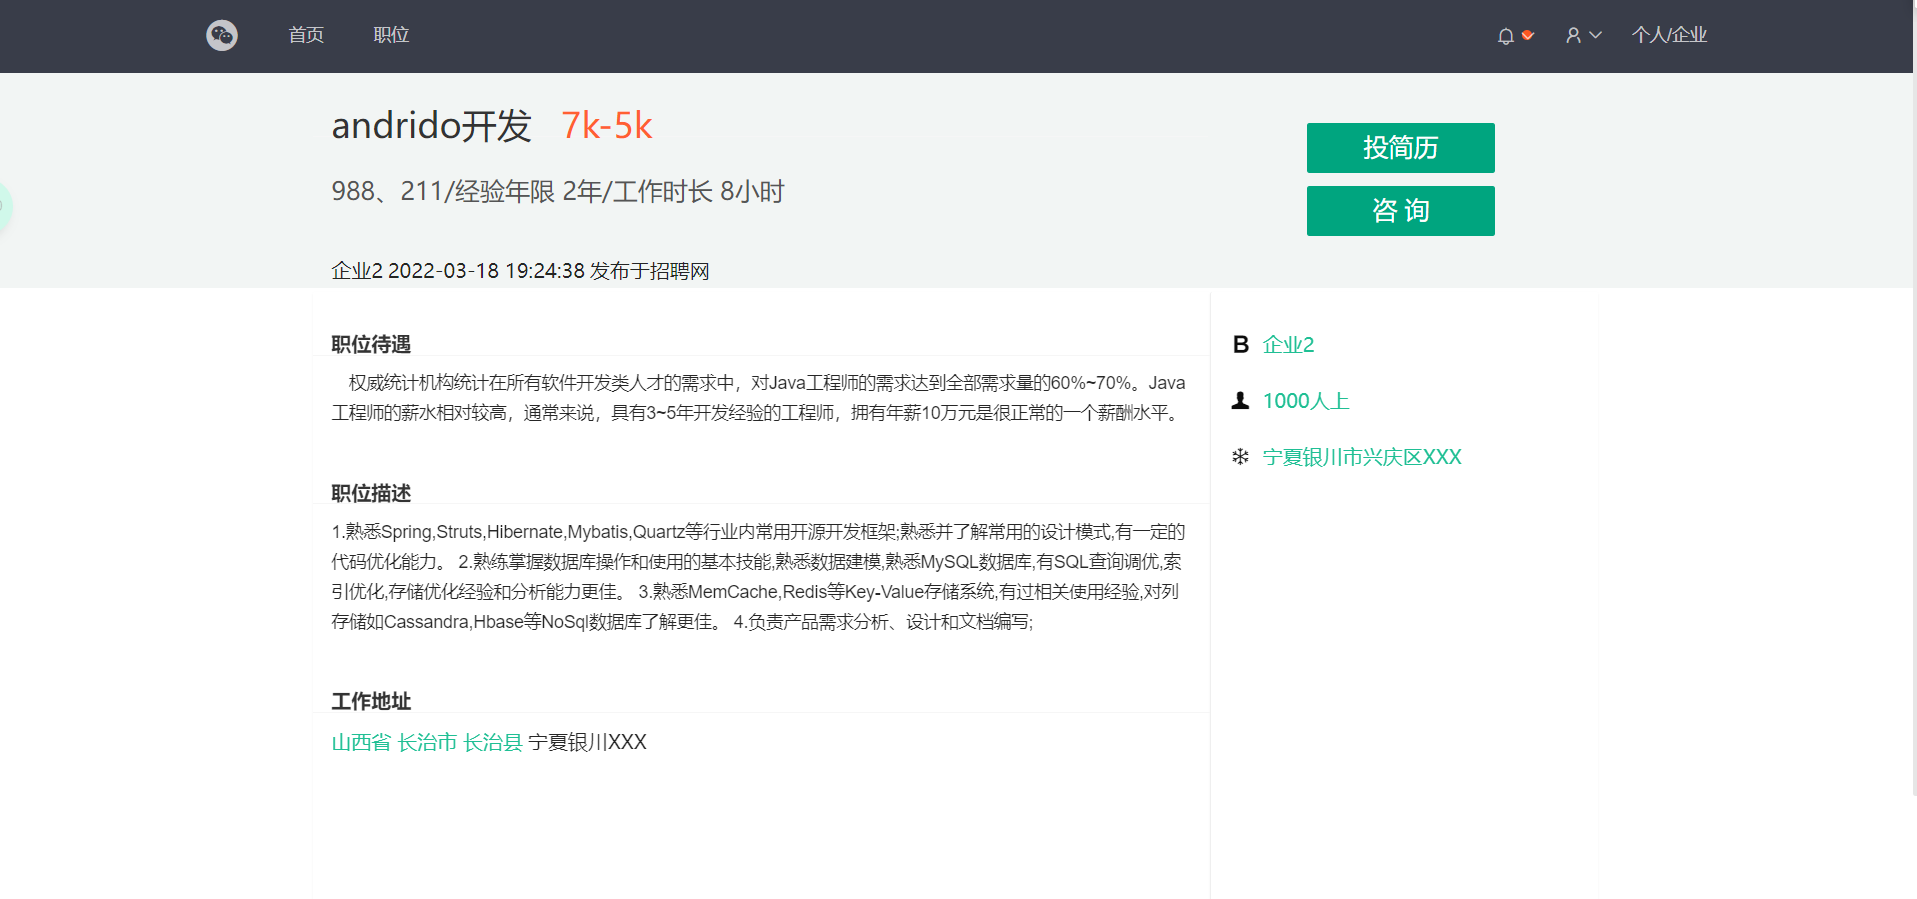 首页 职位 个人/企业
andrido开发 7k-5k
投简历
988、211/经验年限 2年/工作时长 8小时
咨 询
企业2 2022-03-18 19:24:38 发布于招聘网
职位待遇
权威统计机构统计在所有软件开发类人才的需求中，对Java工程师的需求达到全部需求量的60%~70%。Java
工程师的薪水相对较高，通常来说，具有3~5年开发经验的工程师，拥有年薪10万元是很正常的一个薪酬水平。
职位描述
1.熟悉Spring,Struts,Hibernate,Mybatis,Quartz等行业内常用开源开发框架;熟悉并了解常用的设计模式,有一定的
代码优化能力。 2.熟练掌握数据库操作和使用的基本技能,熟悉数据建模,熟悉MySQL数据库,有SQL查询调优,索
引优化,存储优化经验和分析能力更佳。 3.熟悉MemCache,Redis等Key-Value存储系统,有过相关使用经验,对列
存储如Cassandra,Hbase等NoSql数据库了解更佳。 4.负责产品需求分析、设计和文档编写;
工作地址
山西省 长治市 长治县 宁夏银川XXX
企业2
1000人上
宁夏银川市兴庆区XXX